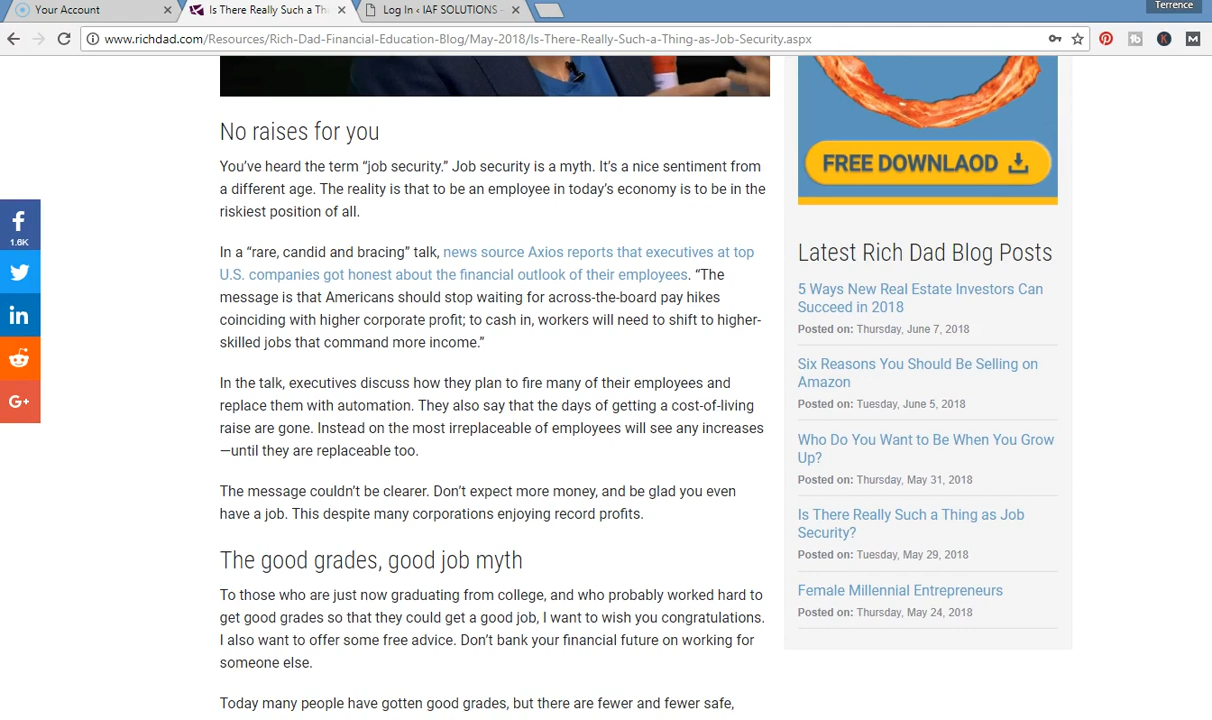 Your Account
Is There Really Such a Th
Log In ‹ IAF SOLUTIONS
Terrence
www.richdad.com/Resources/Rich-Dad-Financial-Education-Blog/May-2018/Is-There-Really-Such-a-Thing-as-Job-Security.aspx
No raises for you
You've heard the term “job security.” Job security is a myth. It's a nice sentiment from
a different age. The reality is that to be an employee in today's economy is to be in the
riskiest position of all.
In a “rare, candid and bracing” talk, news source Axios reports that executives at top
U.S. companies got honest about the financial outlook of their employees. “The
message is that Americans should stop waiting for across-the-board pay hikes
coinciding with higher corporate profit; to cash in, workers will need to shift to higher-
skilled jobs that command more income.”
In the talk, executives discuss how they plan to fire many of their employees and
replace them with automation. They also say that the days of getting a cost-of-living
raise are gone. Instead on the most irreplaceable of employees will see any increases
—until they are replaceable too.
The message couldn't be clearer. Don't expect more money, and be glad you even
have a job. This despite many corporations enjoying record profits.
The good grades, good job myth
To those who are just now graduating from college, and who probably worked hard to
get good grades so that they could get a good job, I want to wish you congratulations.
I also want to offer some free advice. Don't bank your financial future on working for
someone else.
Today many people have gotten good grades, but there are fewer and fewer safe,
1.6K
in
G+
FREE DOWNLAOD
Latest Rich Dad Blog Posts
5 Ways New Real Estate Investors Can
Succeed in 2018
Posted on: Thursday, June 7, 2018
Six Reasons You Should Be Selling on
Amazon
Posted on: Tuesday, June 5, 2018
Who Do You Want to Be When You Grow
Up?
Posted on: Thursday, May 31, 2018
Is There Really Such a Thing as Job
Security?
Posted on: Tuesday, May 29, 2018
Female Millennial Entrepreneurs
Posted on: Thursday, May 24, 2018